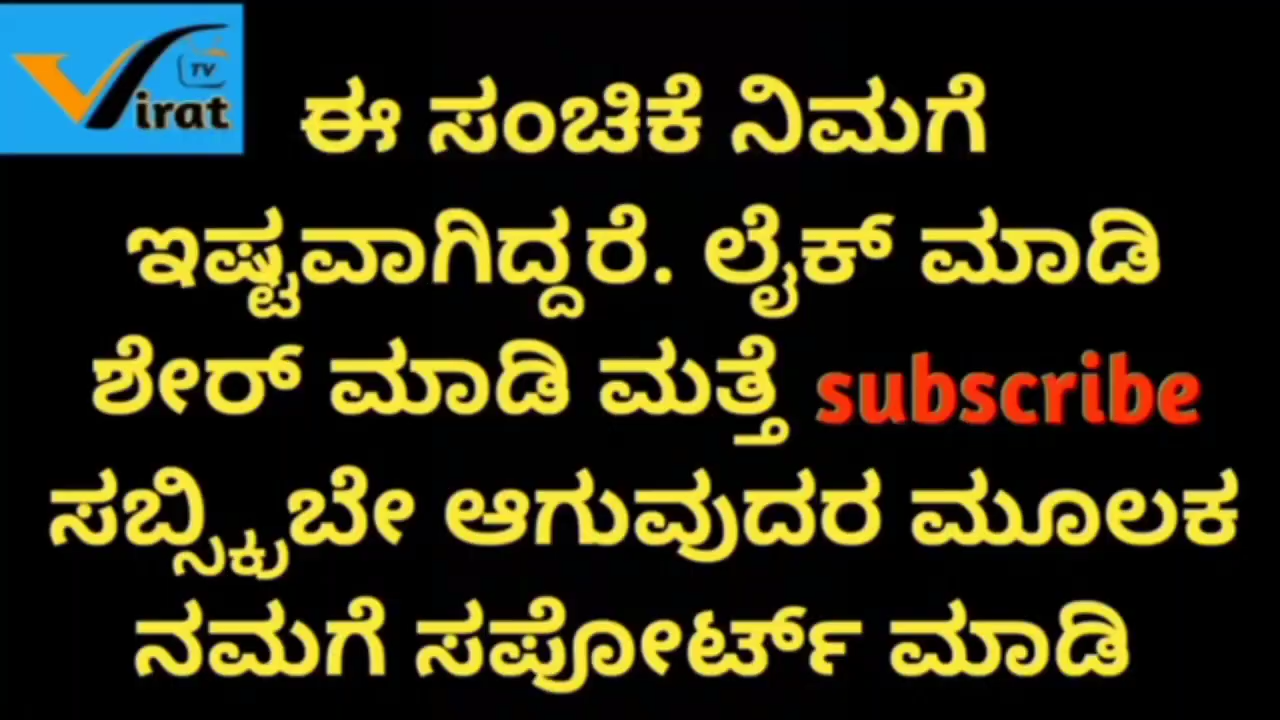 Virat TV
ಈ ಸಂಚಿಕೆ ನಿಮಗೆ
ಇಷ್ಟವಾಗಿದ್ದರೆ. ಲೈಕ್ ಮಾಡಿ
ಶೇರ್ ಮಾಡಿ ಮತ್ತೆ subscribe
ಸಬ್ಸ್ಕ್ರಿಬೇ ಆಗುವುದರ ಮೂಲಕ
ನಮಗೆ ಸಪೋರ್ಟ್ ಮಾಡಿ